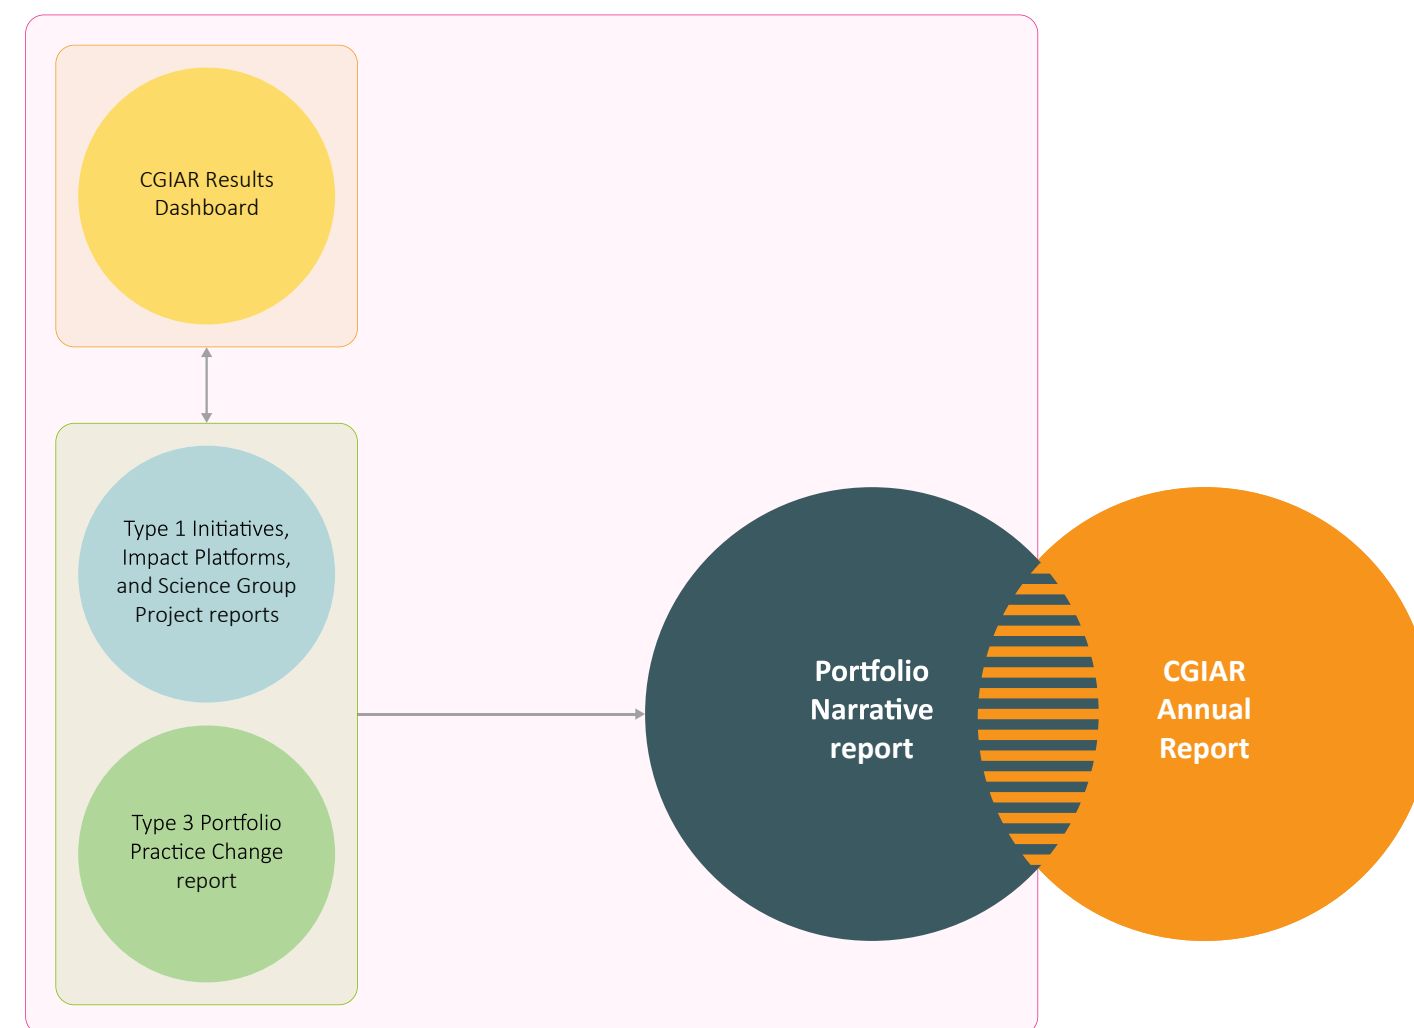 CGIAR Results
Dashboard
Type 1 Initiatives,
Impact Platforms,
and Science Group
Project reports
Type 3 Portfolio
Practice Change
report
Portfolio
Narrative
report
CGIAR
Annual
Report